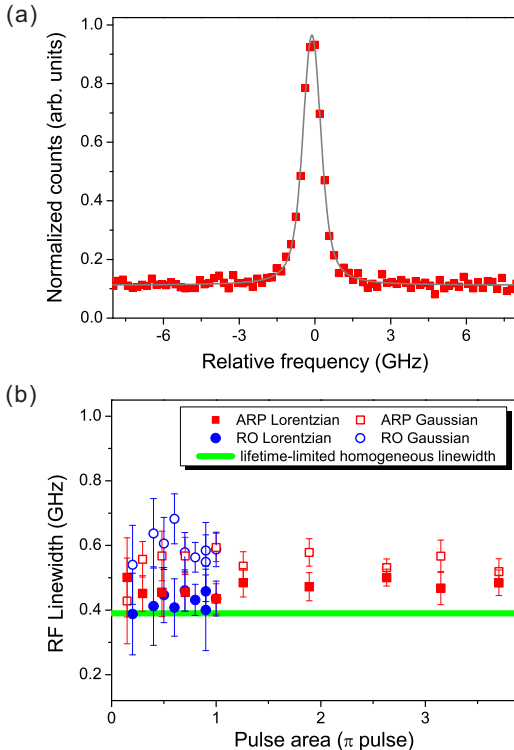 (a)
Normalized counts (arb. units)
1.0
0.8
0.6
0.4
0.2
0.0
-6 -3 0 3 6
Relative frequency (GHz)
(b)
RF Linewidth (GHz)
1.0
0.8
0.6
0.4
0.2
ARP Lorentzian ARP Gaussian
RO Lorentzian RO Gaussian
lifetime-limited homogeneous linewidth
0 1 2 3
Pulse area (π pulse)